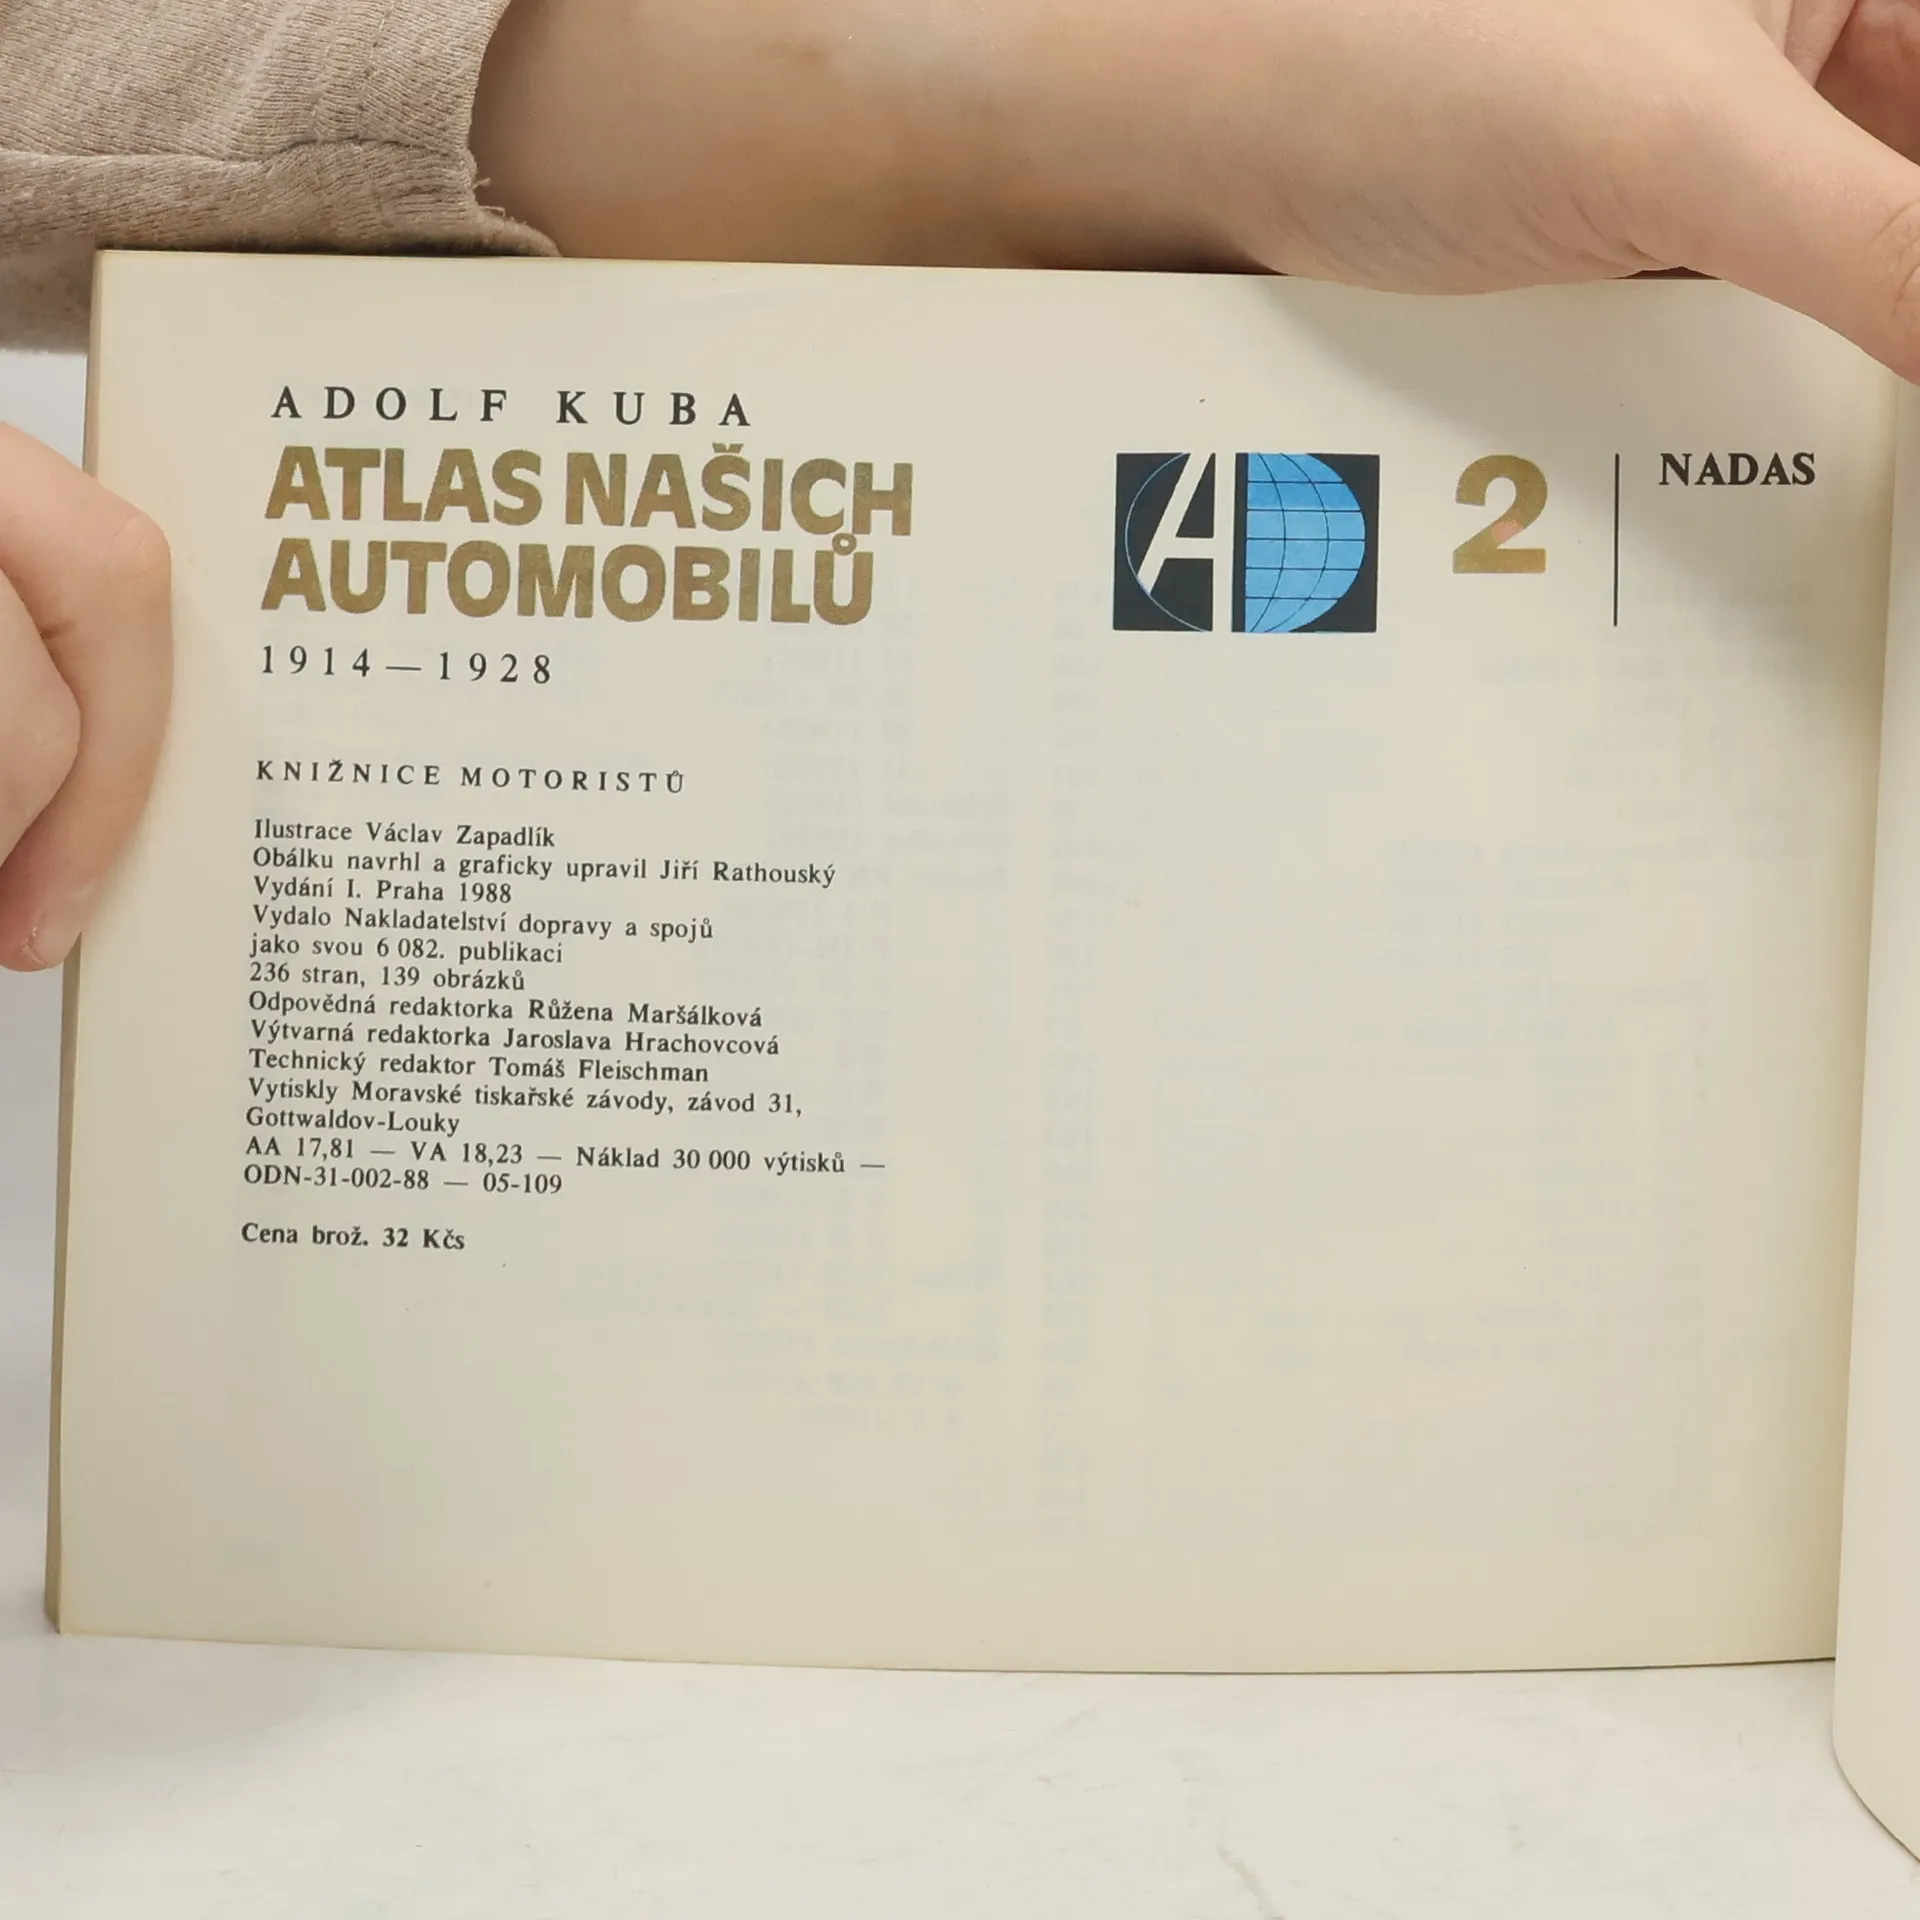 ADOLF KUBA
ATLAS NAŠICH
AUTOMOBILŮ
1914 — 1928
AD 2 NADAS
KNIŽNICE MOTORISTŮ
Ilustrace Václav Zapadlík
Obálku navrhl a graficky upravil Jiří Rathouský
Vydání I. Praha 1988
Vydalo Nakladatelství dopravy a spojů
jako svou 6 082. publikaci
236 stran, 139 obrázků
Odpovědná redaktorka Růžena Maršálková
Výtvarná redaktorka Jaroslava Hrachovcová
Technický redaktor Tomáš Fleischman
Vytiskly Moravské tiskařské závody, závod 31,
Gottwaldov-Louky
AA 17,81 — VA 18,23 — Náklad 30 000 výtisků —
ODN-31-002-88 — 05-109
Cena brož. 32 Kčs